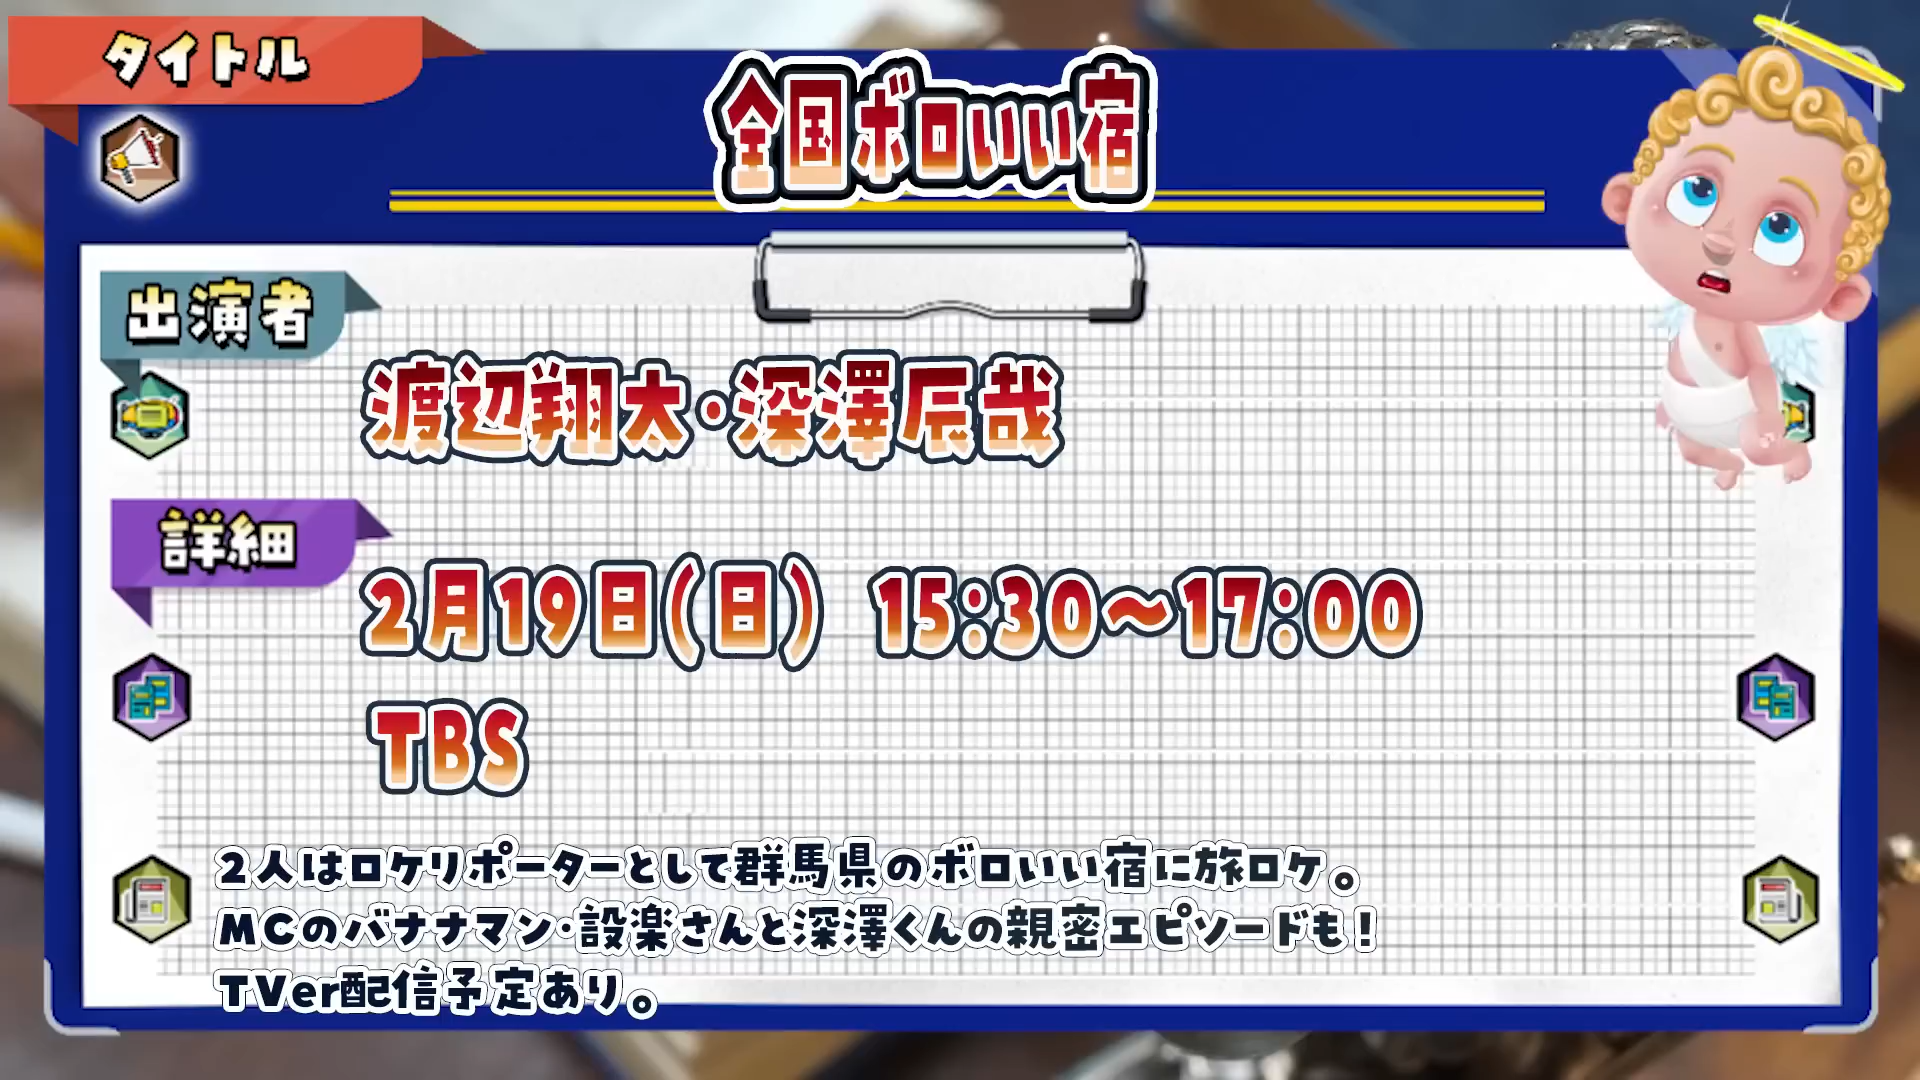 タイトル
全国ボロいい宿
出演者
渡辺翔太・深澤辰哉
詳細
2月19日(日) 15:30〜17:00
TBS
2人はロケリポーターとして群馬県のボロいい宿に旅ロケ。
MCのバナナマン・設楽さんと深澤くんの親密エピソードも！
TVer配信予定あり。